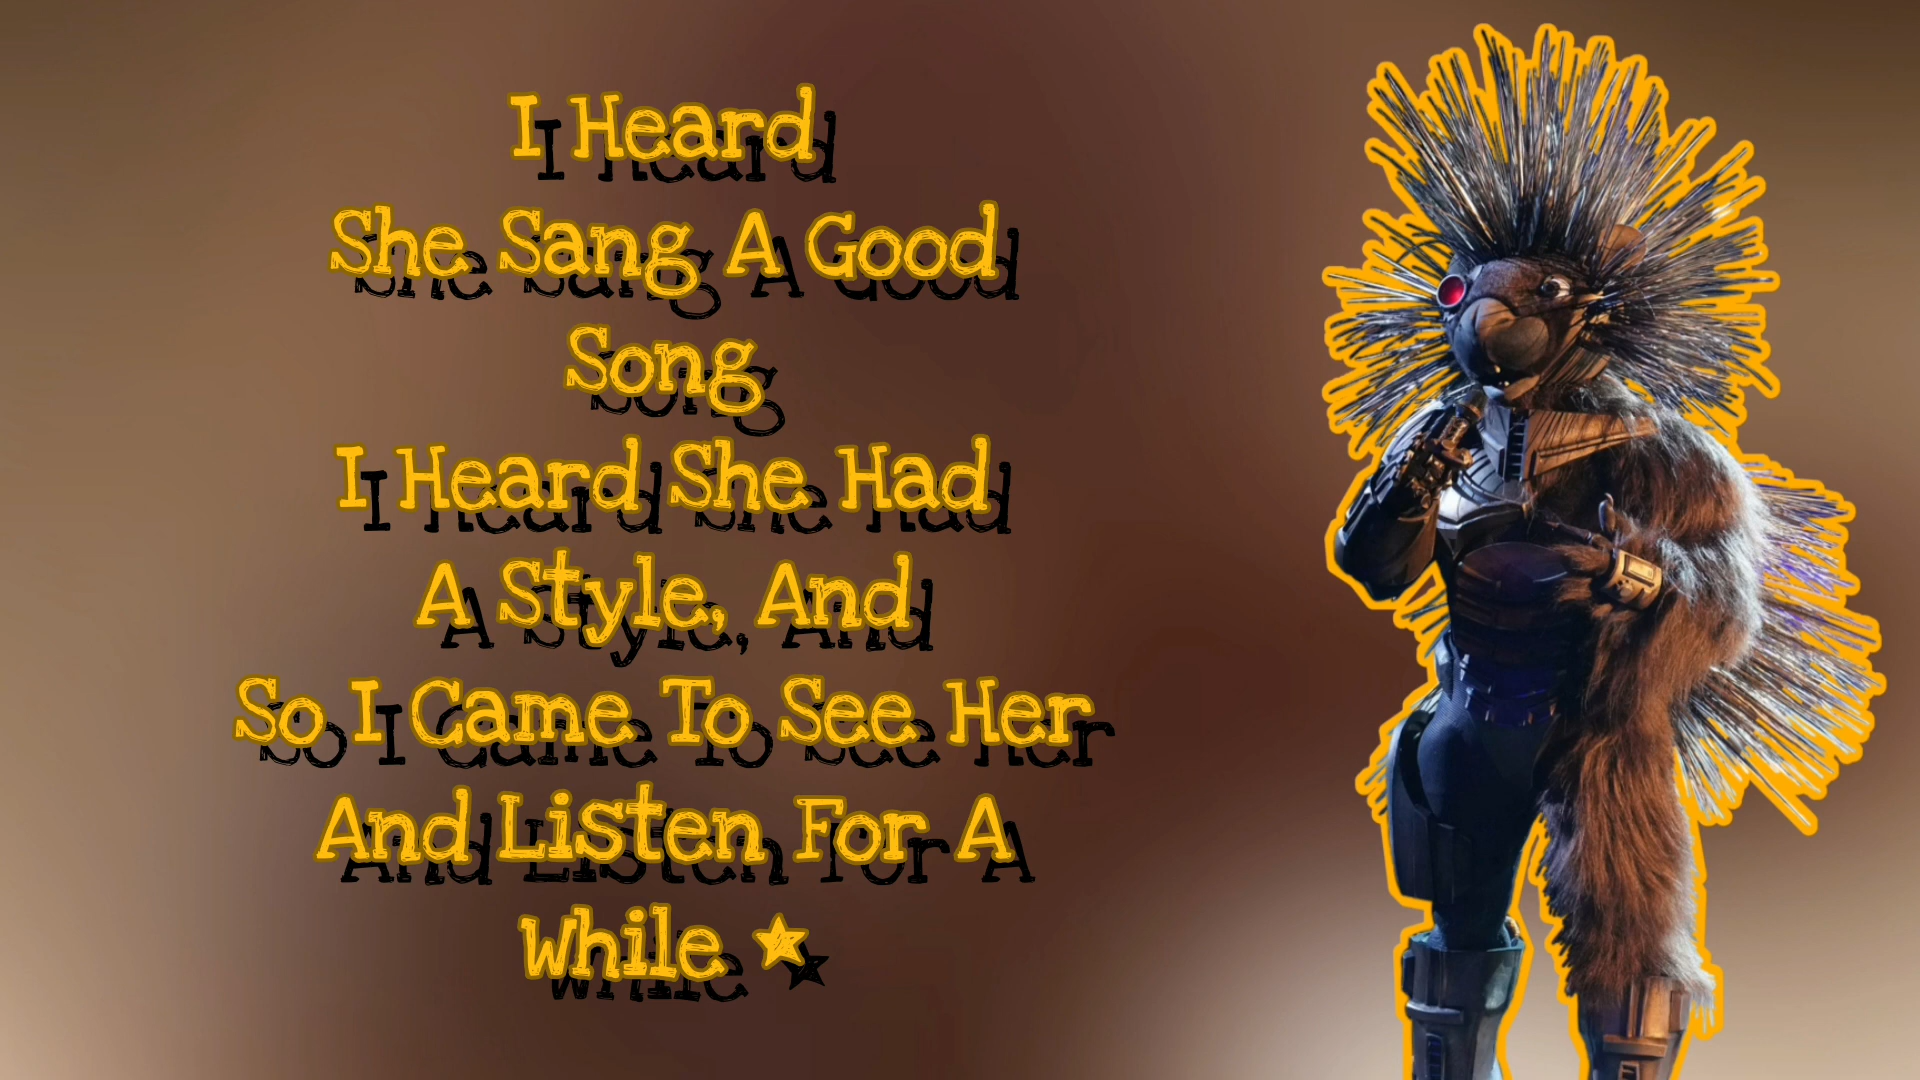 I Heard
She Sang A Good
Song
I Heard She Had
A Style, And
So I Came To See Her
And Listen For A
While ★